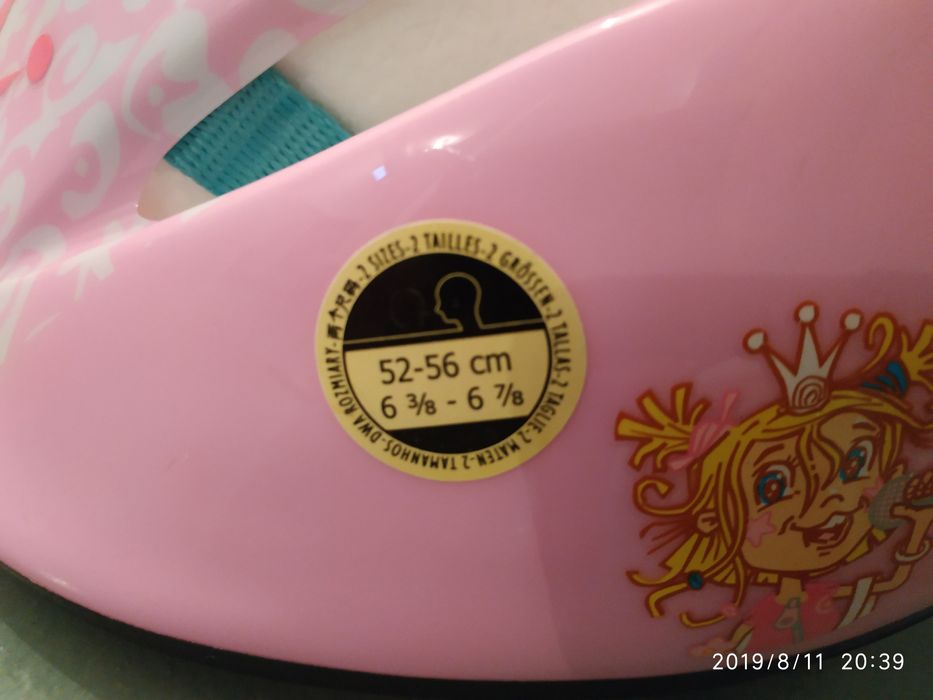 2 SIZES-2 TAILLES-2 GRÖSSEN-2 TALLAS-2 TAGLIE-2 MATEN-2 TAMANHOS-DWA ROZMIARY-两个尺码-
52-56 cm
6 ⅜ - 6 ⅞
2019/8/11 20:39